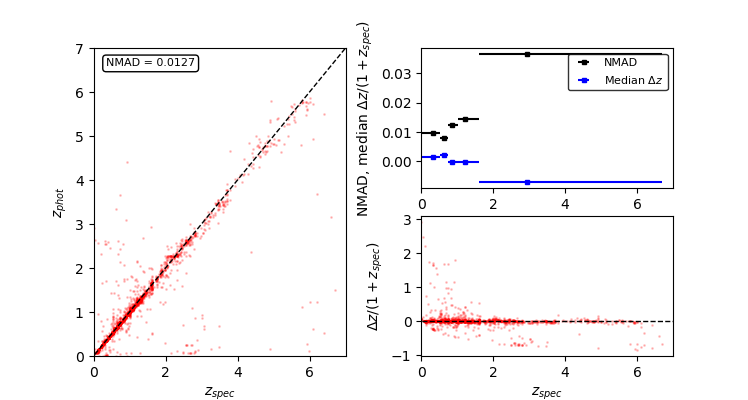 NMAD = 0.0127
7
6
5
4
3
2
1
0
z_phot
0 2 4 6
z_spec
NMAD, median Δz/(1 + z_spec)
0.03
0.02
0.01
0.00
NMAD
Median Δz
0 2 4 6
Δz/(1 + z_spec)
3
2
1
0
−1
0 2 4 6
z_spec